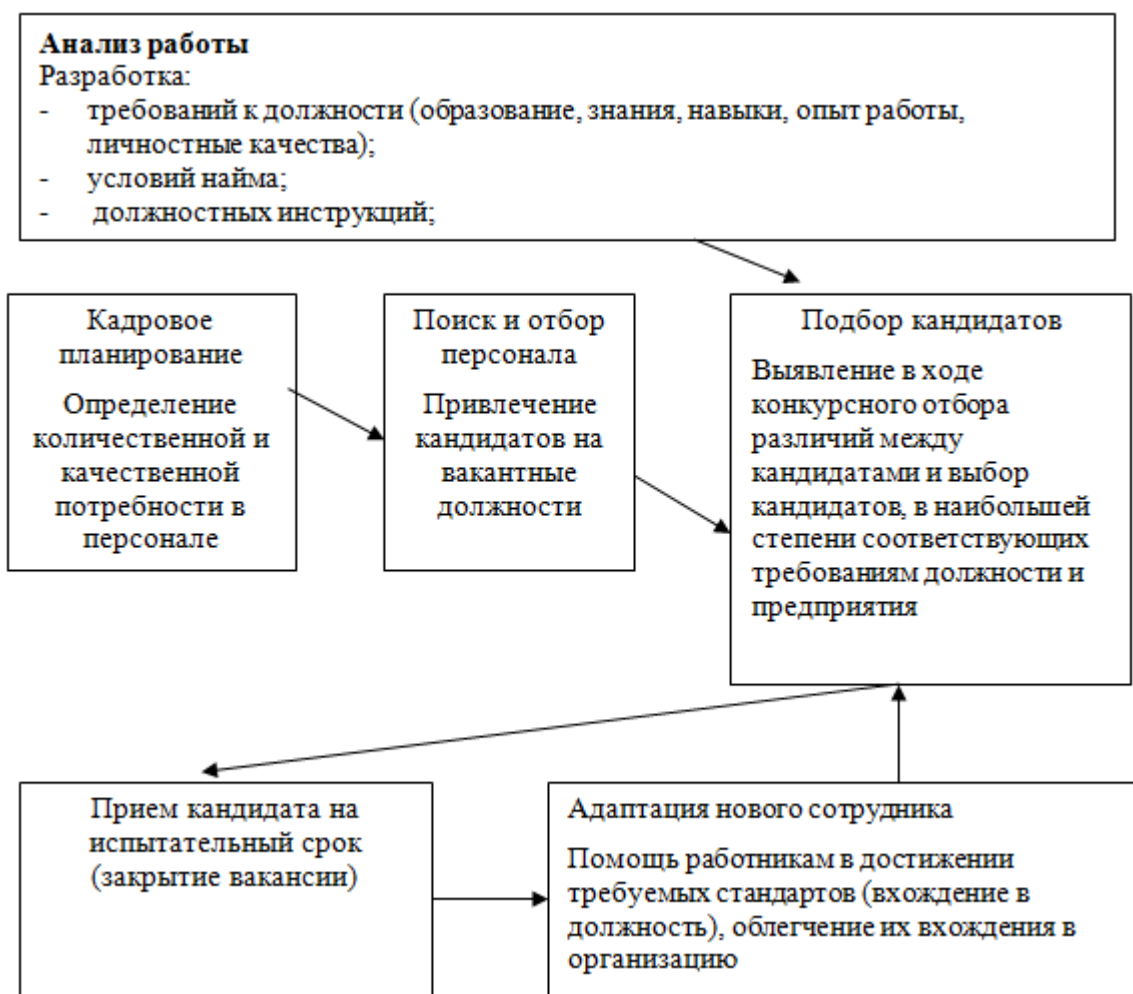 Анализ работы
Разработка:
- требований к должности (образование, знания, навыки, опыт работы,
личностные качества);
- условий найма;
- должностных инструкций;
Кадровое
планирование
Определение
количественной и
качественной
потребности в
персонале
Поиск и отбор
персонала
Привлечение
кандидатов на
вакантные
должности
Подбор кандидатов
Выявление в ходе
конкурсного отбора
различий между
кандидатами и выбор
кандидатов, в наибольшей
степени соответствующих
требованиям должности и
предприятия
Прием кандидата на
испытательный срок
(закрытие вакансии)
Адаптация нового сотрудника
Помощь работникам в достижении
требуемых стандартов (вхождение в
должность), облегчение их вхождения в
организацию